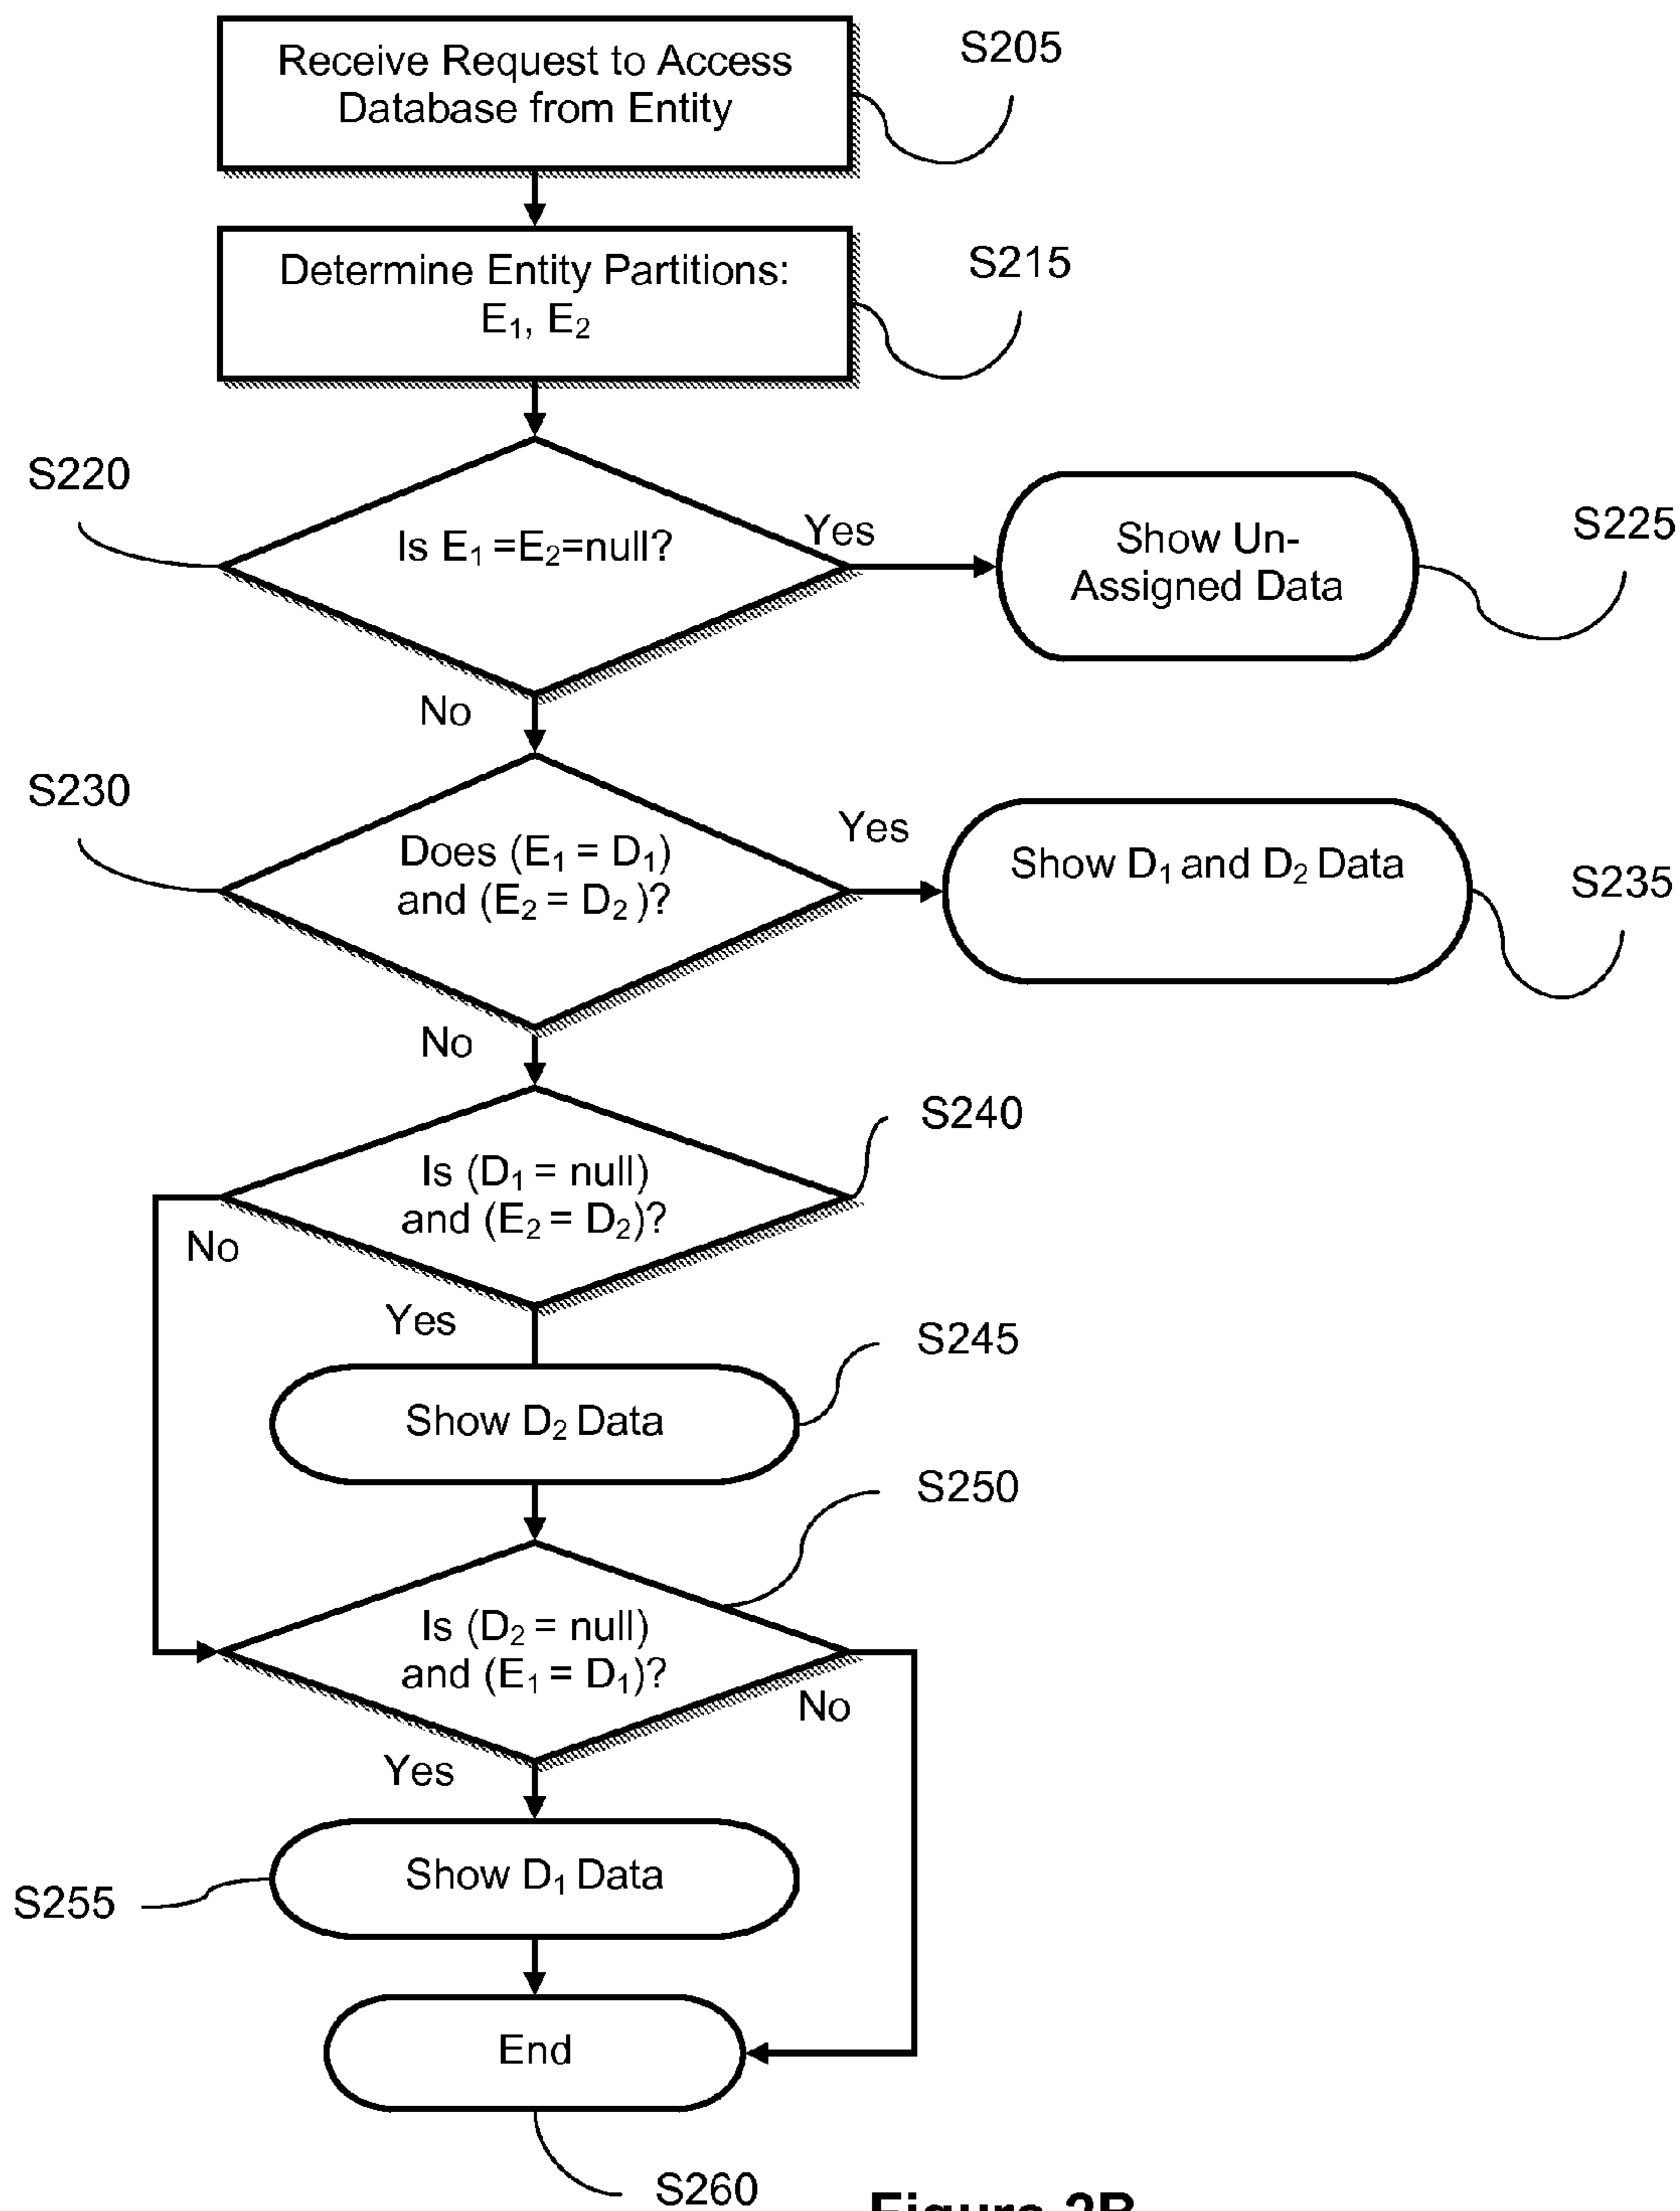 Receive Request to Access
Database from Entity
S205
Determine Entity Partitions:
E₁, E₂
S215
S220
Is E₁ =E₂=null?
Yes
Show Un-
Assigned Data
S225
No
S230
Does (E₁ = D₁)
and (E₂ = D₂ )?
Yes
Show D₁ and D₂ Data
S235
No
S240
Is (D₁ = null)
and (E₂ = D₂)?
No
Yes
S245
Show D₂ Data
S250
Is (D₂ = null)
and (E₁ = D₁)?
No
Yes
Show D₁ Data
S255
End
S260
Figure 2B